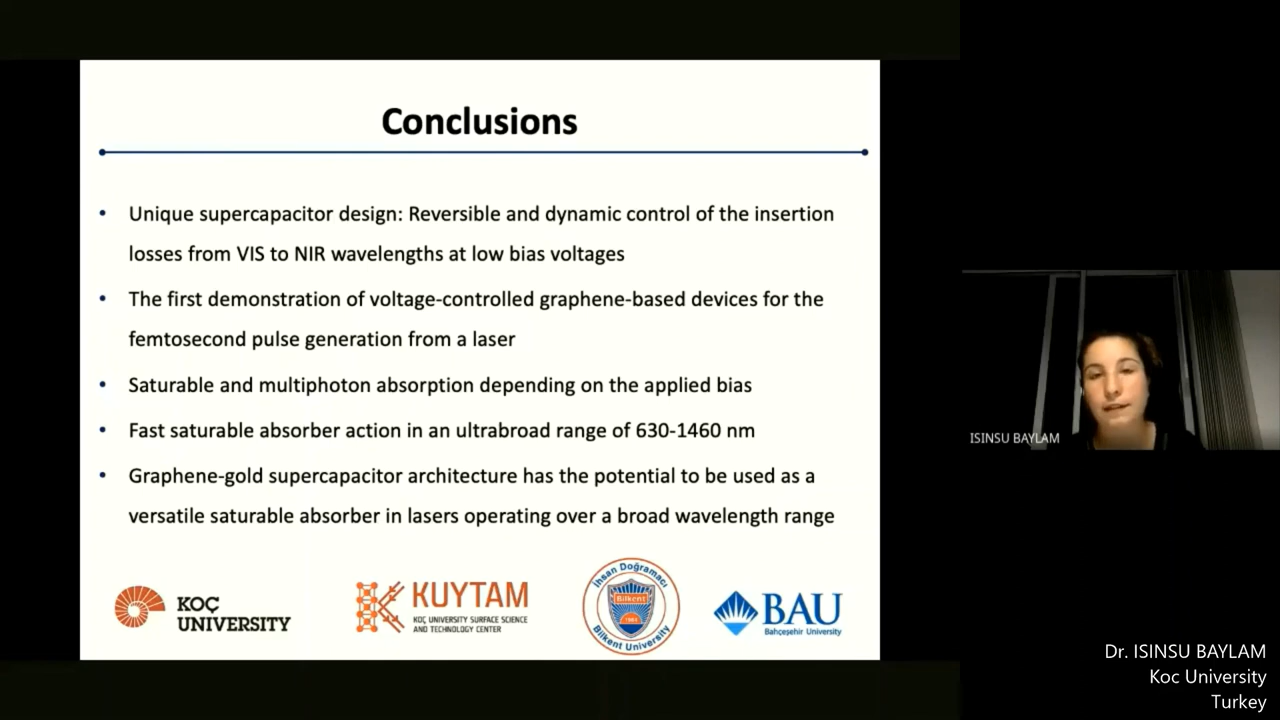 Conclusions
• Unique supercapacitor design: Reversible and dynamic control of the insertion
losses from VIS to NIR wavelengths at low bias voltages
• The first demonstration of voltage-controlled graphene-based devices for the
femtosecond pulse generation from a laser
• Saturable and multiphoton absorption depending on the applied bias
• Fast saturable absorber action in an ultrabroad range of 630-1460 nm
• Graphene-gold supercapacitor architecture has the potential to be used as a
versatile saturable absorber in lasers operating over a broad wavelength range
KOÇ
UNIVERSITY
KUYTAM
KOÇ UNIVERSITY SURFACE SCIENCE
AND TECHNOLOGY CENTER
İhsan Doğramacı
Bilkent
Bilkent University
BAU
Bahçeşehir University
ISINSU BAYLAM
Dr. ISINSU BAYLAM
Koc University
Turkey